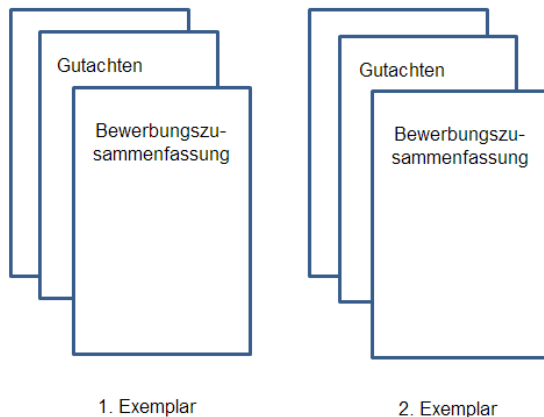 Gutachten
Bewerbungszu-
sammenfassung
1. Exemplar
Gutachten
Bewerbungszu-
sammenfassung
2. Exemplar